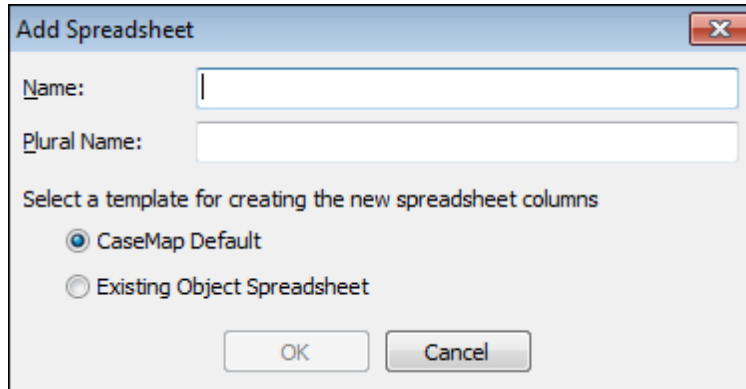 Add Spreadsheet
Name:
Plural Name:
Select a template for creating the new spreadsheet columns
CaseMap Default
Existing Object Spreadsheet
OK Cancel